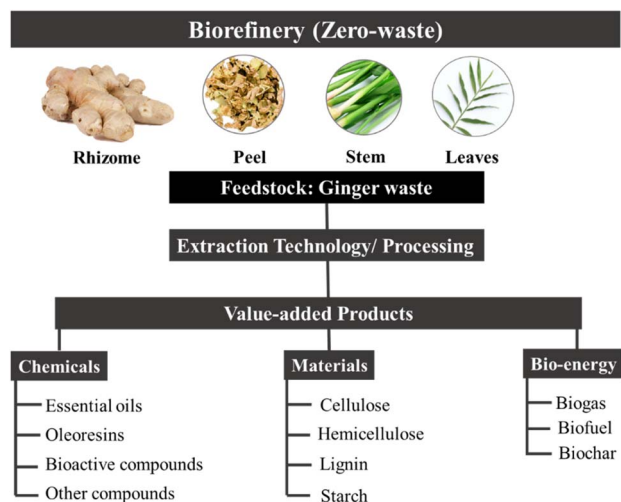 Biorefinery (Zero-waste)
Rhizome Peel Stem Leaves
Feedstock: Ginger waste
Extraction Technology/ Processing
Value-added Products
Chemicals
Essential oils
Oleoresins
Bioactive compounds
Other compounds
Materials
Cellulose
Hemicellulose
Lignin
Starch
Bio-energy
Biogas
Biofuel
Biochar